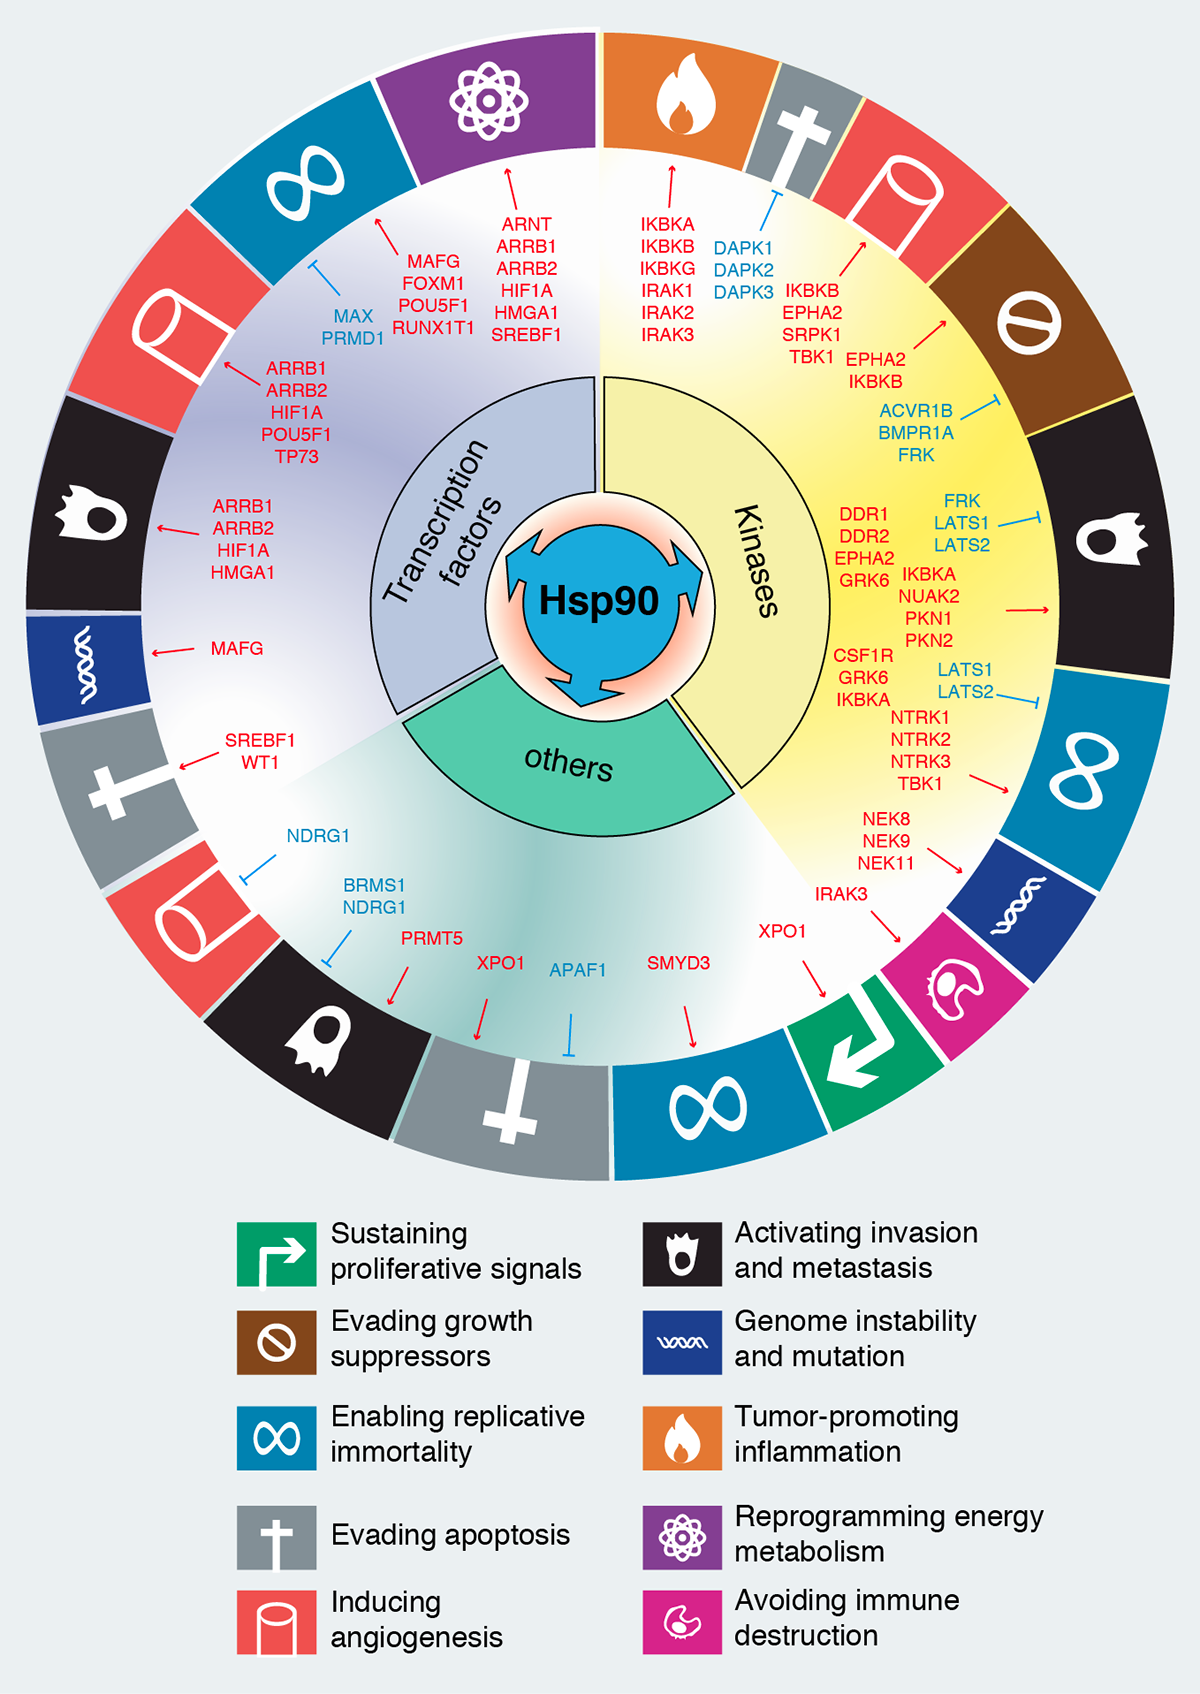 ARNT
ARRB1
ARRB2
HIF1A
HMGA1
SREBF1
MAFG
FOXM1
POU5F1
RUNX1T1
MAX
PRMD1
ARRB1
ARRB2
HIF1A
POU5F1
TP73
ARRB1
ARRB2
HIF1A
HMGA1
MAFG
SREBF1
WT1
IKBKA
IKBKB
IKBKG
IRAK1
IRAK2
IRAK3
DAPK1
DAPK2
DAPK3
IKBKB
EPHA2
SRPK1
TBK1
EPHA2
IKBKB
ACVR1B
BMPR1A
FRK
FRK
LATS1
LATS2
DDR1
DDR2
EPHA2
GRK6
IKBKA
NUAK2
PKN1
PKN2
LATS1
LATS2
CSF1R
GRK6
IKBKA
NTRK1
NTRK2
NTRK3
TBK1
NEK8
NEK9
NEK11
IRAK3
XPO1
SMYD3
APAF1
XPO1
PRMT5
BRMS1
NDRG1
NDRG1
Transcription
factors
Kinases
others
Hsp90
Sustaining
proliferative signals
Evading growth
suppressors
Enabling replicative
immortality
Evading apoptosis
Inducing
angiogenesis
Activating invasion
and metastasis
Genome instability
and mutation
Tumor-promoting
inflammation
Reprogramming energy
metabolism
Avoiding immune
destruction